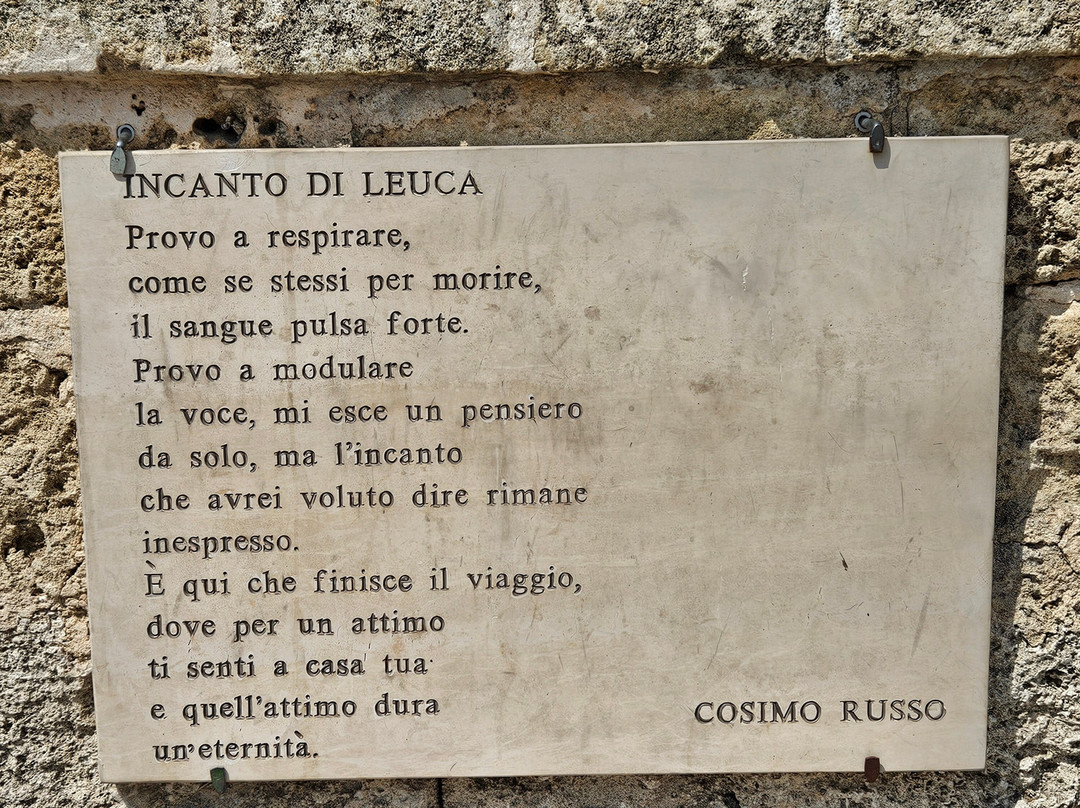 INCANTO DI LEUCA
Provo a respirare,
come se stessi per morire,
il sangue pulsa forte.
Provo a modulare
la voce, mi esce un pensiero
da solo, ma l'incanto
che avrei voluto dire rimane
inespresso.
È qui che finisce il viaggio,
dove per un attimo
ti senti a casa tua
e quell'attimo dura
un'eternità.
COSIMO RUSSO